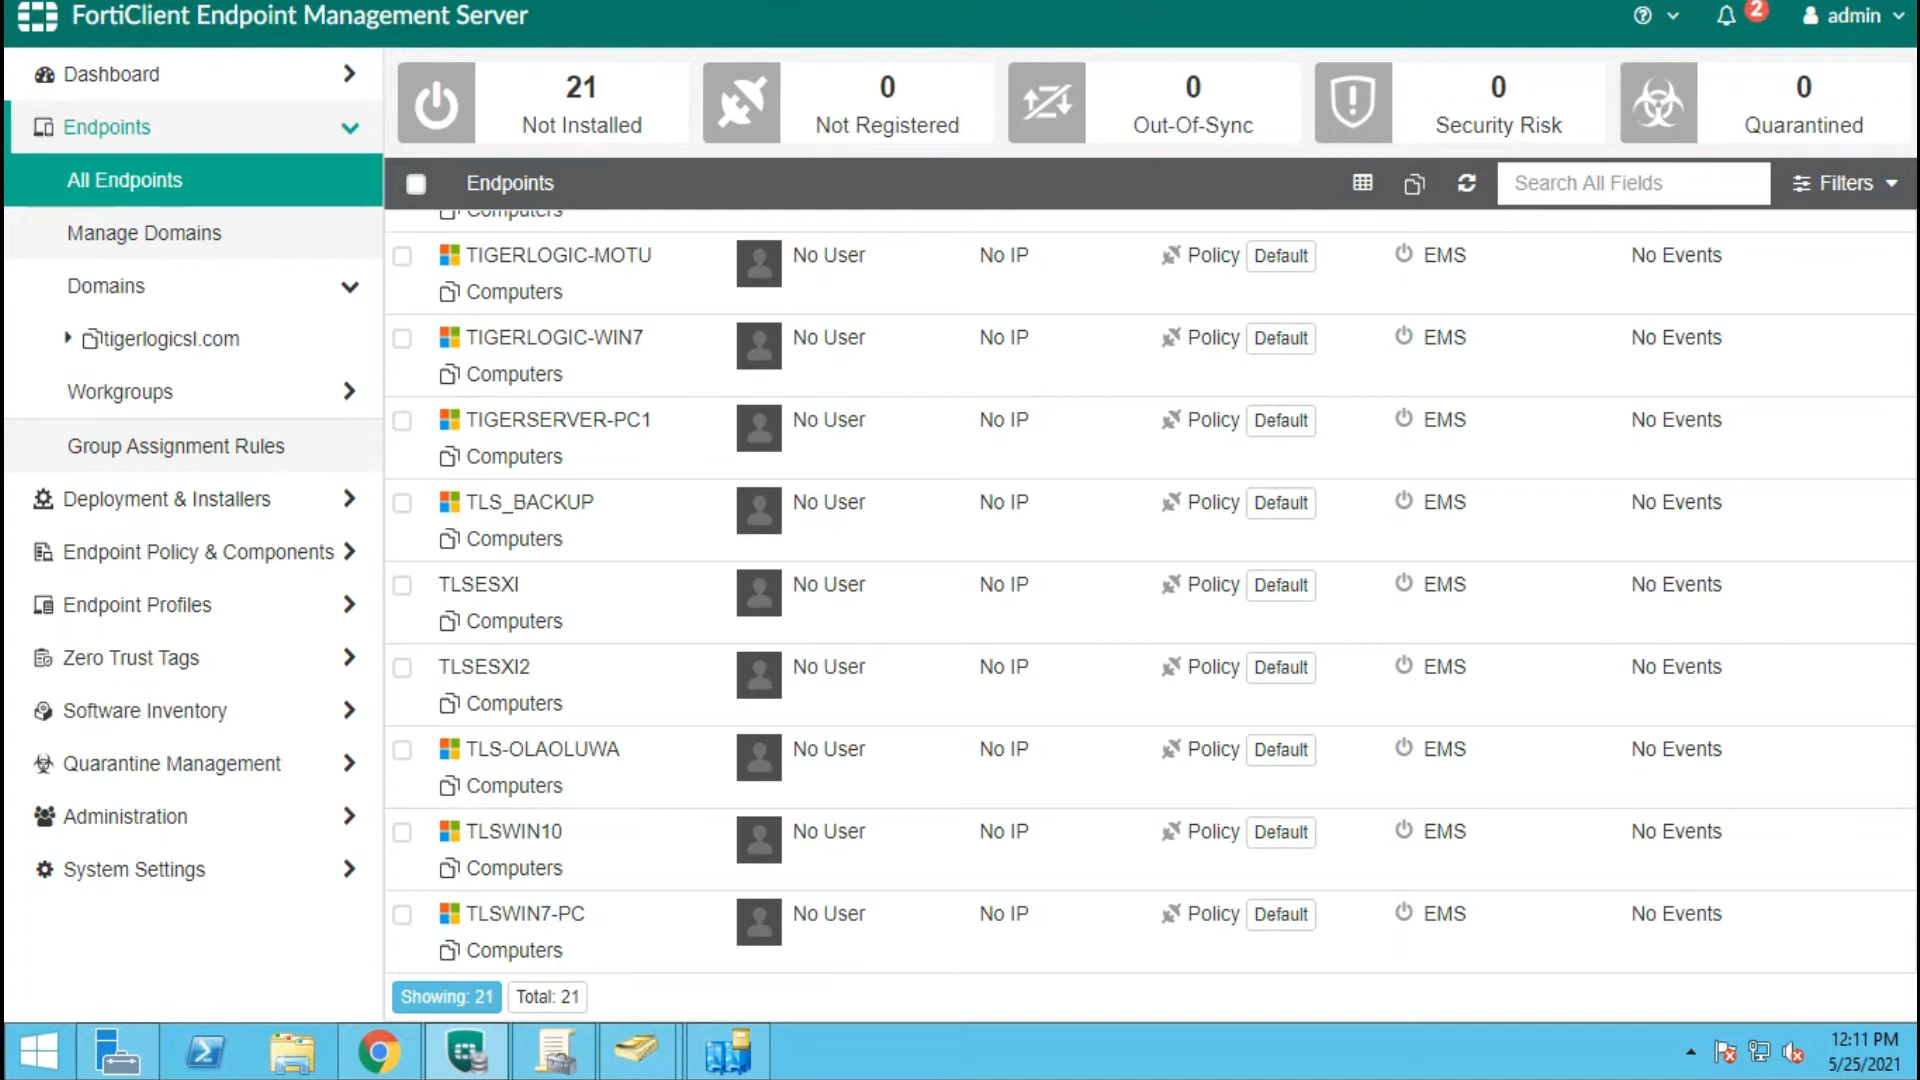 FortiClient Endpoint Management Server
2
admin
Dashboard
Endpoints
All Endpoints
Manage Domains
Domains
tigerlogicsl.com
Workgroups
Group Assignment Rules
Deployment & Installers
Endpoint Policy & Components
Endpoint Profiles
Zero Trust Tags
Software Inventory
Quarantine Management
Administration
System Settings
21
Not Installed
0
Not Registered
0
Out-Of-Sync
0
Security Risk
0
Quarantined
Endpoints
Search All Fields
Filters
Computers
TIGERLOGIC-MOTU No User No IP Policy Default EMS No Events
Computers
TIGERLOGIC-WIN7 No User No IP Policy Default EMS No Events
Computers
TIGERSERVER-PC1 No User No IP Policy Default EMS No Events
Computers
TLS_BACKUP No User No IP Policy Default EMS No Events
Computers
TLSESXI No User No IP Policy Default EMS No Events
Computers
TLSESXI2 No User No IP Policy Default EMS No Events
Computers
TLS-OLAOLUWA No User No IP Policy Default EMS No Events
Computers
TLSWIN10 No User No IP Policy Default EMS No Events
Computers
TLSWIN7-PC No User No IP Policy Default EMS No Events
Computers
Showing: 21 Total: 21
12:11 PM
5/25/2021